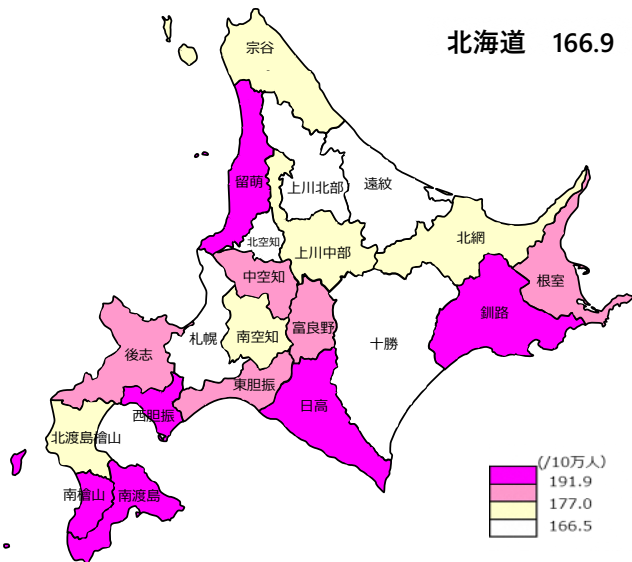 北海道 166.9
宗谷
留萌
上川北部
遠紋
北空知
上川中部
北網
中空知
根室
釧路
札幌
南空知
富良野
十勝
後志
東胆振
日高
西胆振
北渡島檜山
南檜山
南渡島
(/10万人)
191.9
177.0
166.5